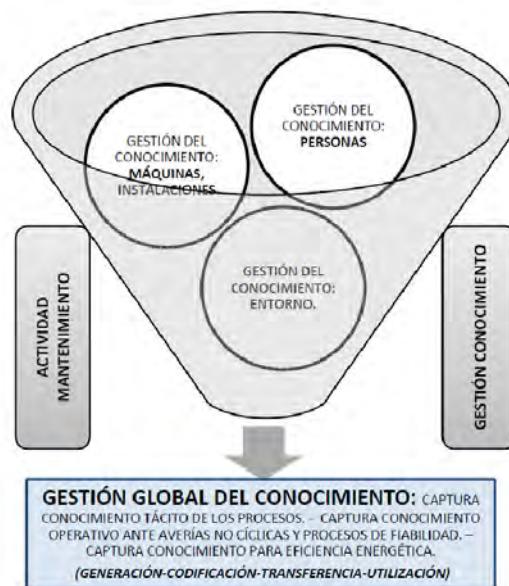 GESTIÓN DEL
CONOCIMIENTO:
PERSONAS
GESTIÓN DEL
CONOCIMIENTO:
MÁQUINAS,
INSTALACIONES.
GESTIÓN DEL
CONOCIMIENTO:
ENTORNO.
ACTIVIDAD
MANTENIMIENTO
GESTIÓN CONOCIMIENTO
GESTIÓN GLOBAL DEL CONOCIMIENTO: CAPTURA
CONOCIMIENTO TÁCITO DE LOS PROCESOS. – CAPTURA CONOCIMIENTO
OPERATIVO ANTE AVERÍAS NO CÍCLICAS Y PROCESOS DE FIABILIDAD. –
CAPTURA CONOCIMIENTO PARA EFICIENCIA ENERGÉTICA.
(GENERACIÓN-CODIFICACIÓN-TRANSFERENCIA-UTILIZACIÓN)